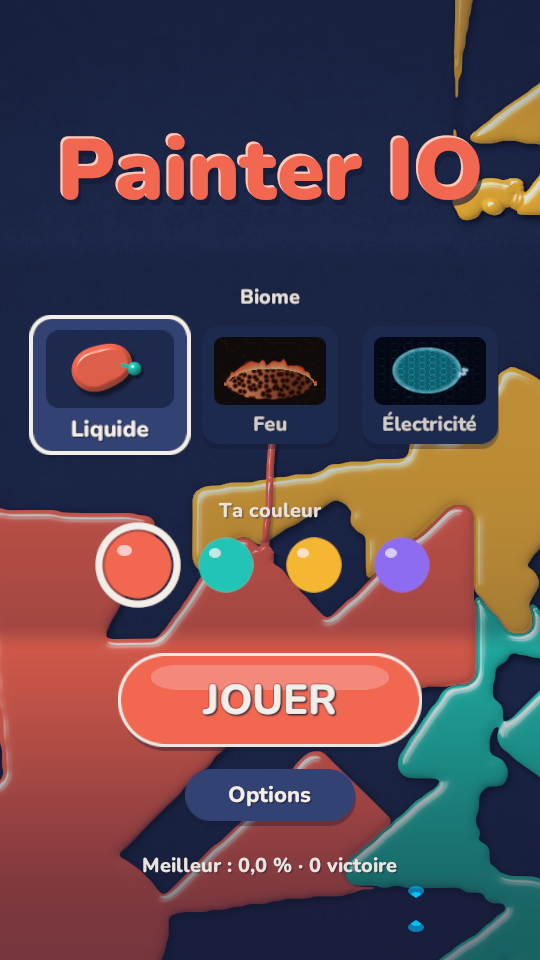 Painter IO
Biome
Liquide
Feu
Électricité
Ta couleur
JOUER
Options
Meilleur : 0,0 % · 0 victoire